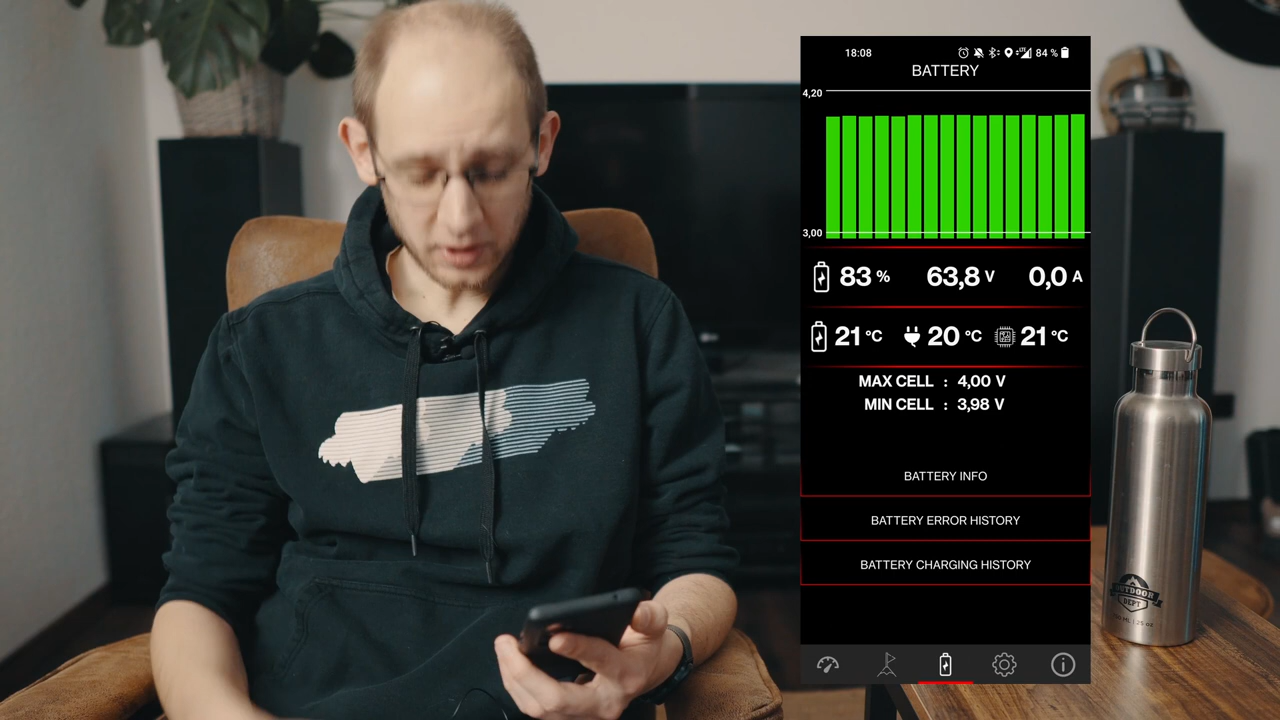 18:08 84 %
BATTERY
4,20
3,00
83 % 63,8 V 0,0 A
21 °C 20 °C 21 °C
MAX CELL : 4,00 V
MIN CELL : 3,98 V
BATTERY INFO
BATTERY ERROR HISTORY
BATTERY CHARGING HISTORY
OUTDOOR
DEPT